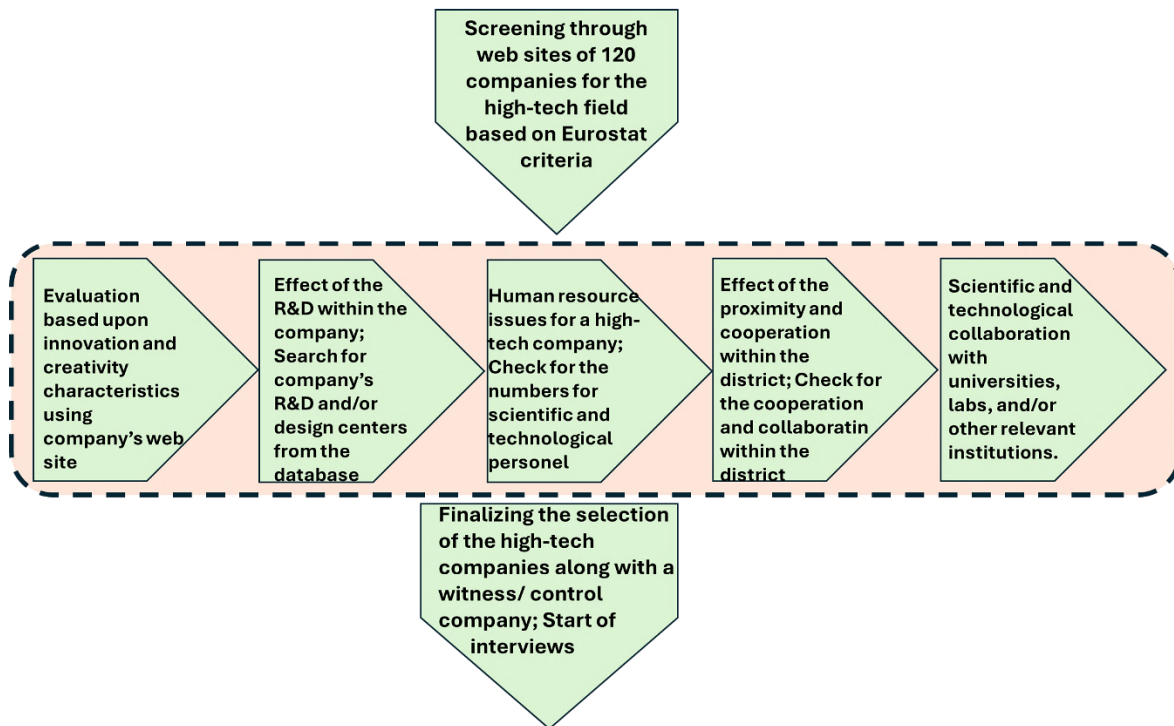 Screening through
web sites of 120
companies for the
high-tech field
based on Eurostat
criteria
Evaluation
based upon
innovation and
creativity
characteristics
using
company's web
site
Effect of the
R&D within the
company;
Search for
company's
R&D and/or
design centers
from the
database
Human resource
issues for a high-
tech company;
Check for the
numbers for
scientific and
technological
personel
Effect of the
proximity and
cooperation
within the
district; Check for
the cooperation
and collaboratin
within the
district
Scientific and
technological
collaboration
with
universities,
labs, and/or
other relevant
institutions.
Finalizing the selection
of the high-tech
companies along with a
witness/ control
company; Start of
interviews